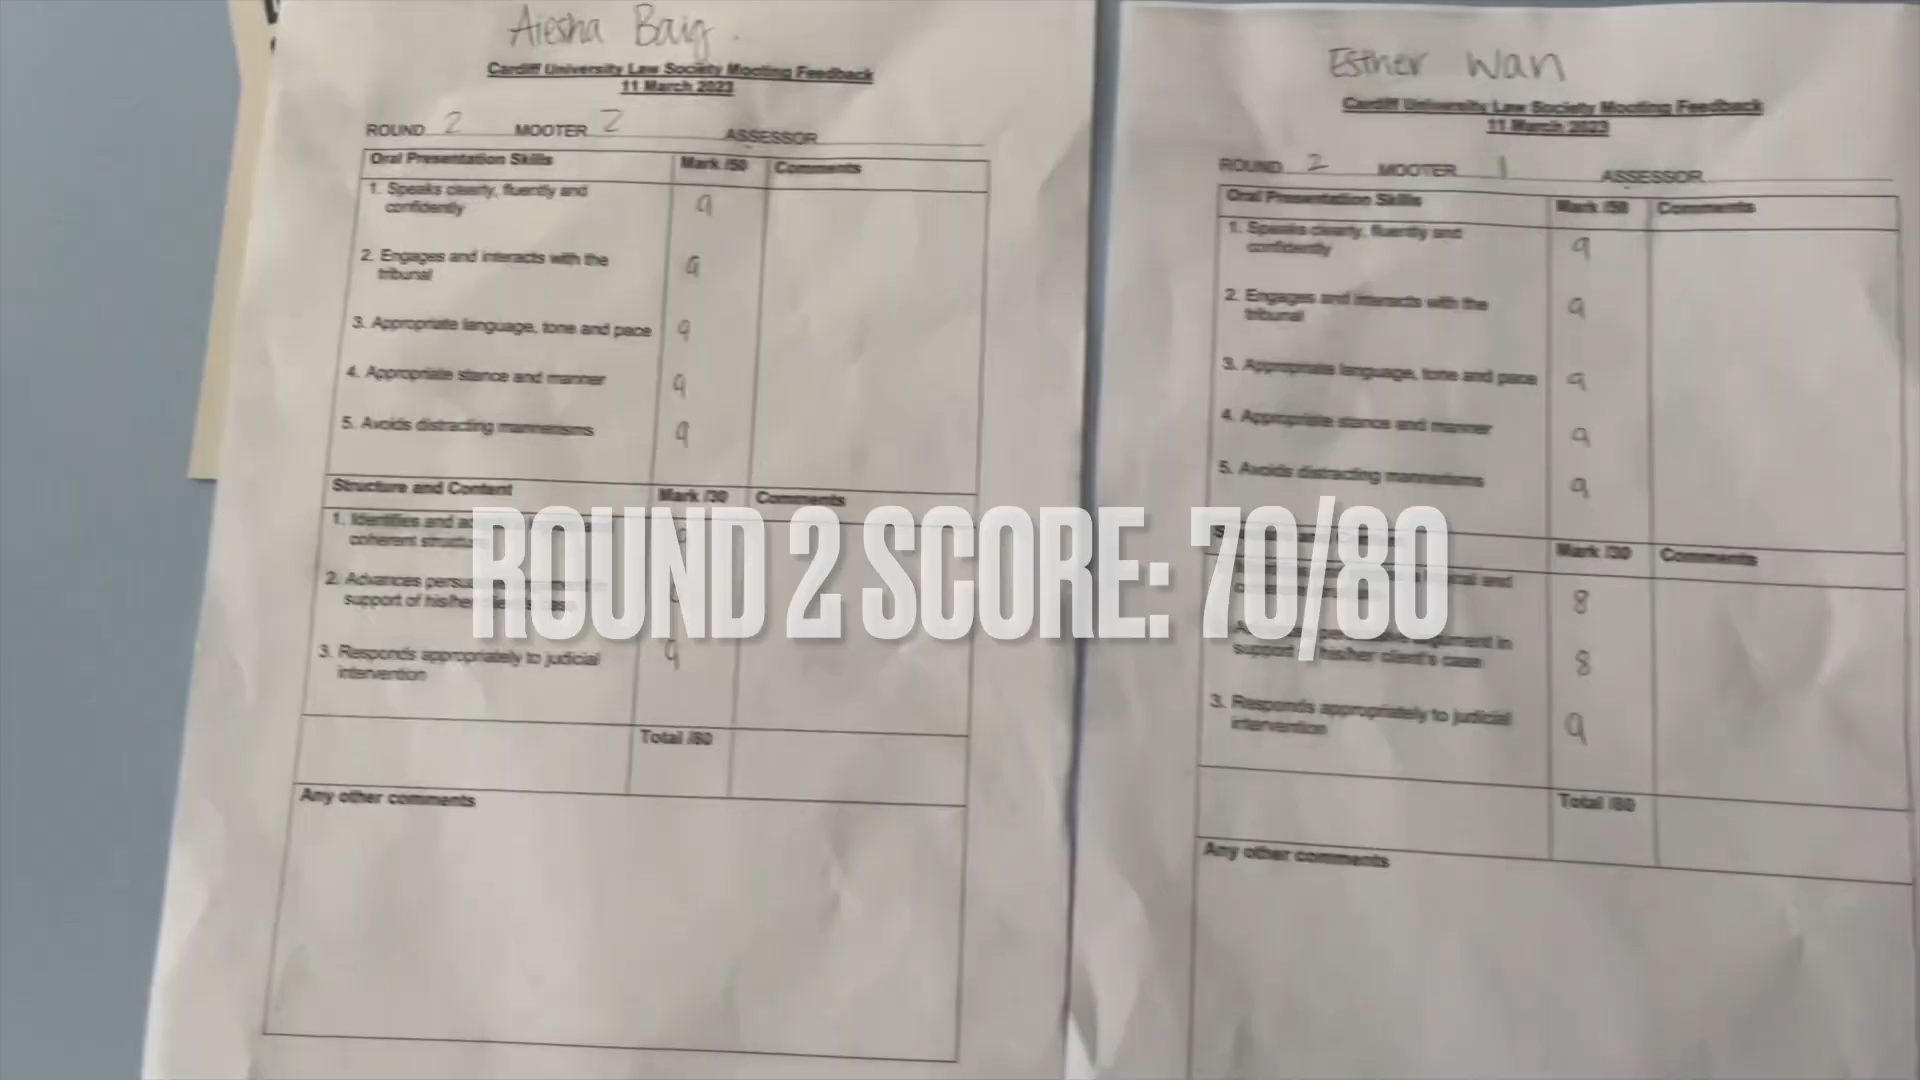 Aiesha Baig.
Cardiff University Law Society Mooting Feedback
11 March 2023
ROUND 2 MOOTER 2 ASSESSOR
Oral Presentation Skills Mark /50 Comments
1. Speaks clearly, fluently and
confidently 9
2. Engages and interacts with the
tribunal 9
3. Appropriate language, tone and pace 9
4. Appropriate stance and manner 9
5. Avoids distracting mannerisms 9
Structure and Content Mark /30 Comments
1. Identifies and
coherent structure
2. Advances
support of his/her client's case
3. Responds appropriately to judicial
intervention 9
Total /80
Any other comments
Esther Wan
Cardiff University Law Society Mooting Feedback
11 March 2023
ROUND 2 MOOTER 1 ASSESSOR
Oral Presentation Skills Mark /50 Comments
1. Speaks clearly, fluently and
confidently 9
2. Engages and interacts with the
tribunal 9
3. Appropriate language, tone and pace 9
4. Appropriate stance and manner 9
5. Avoids distracting mannerisms 9
Mark /30 Comments
and
8
argument in
support of his/her client's case 8
3. Responds appropriately to judicial
intervention 9
Total /80
Any other comments
ROUND 2 SCORE: 70/80